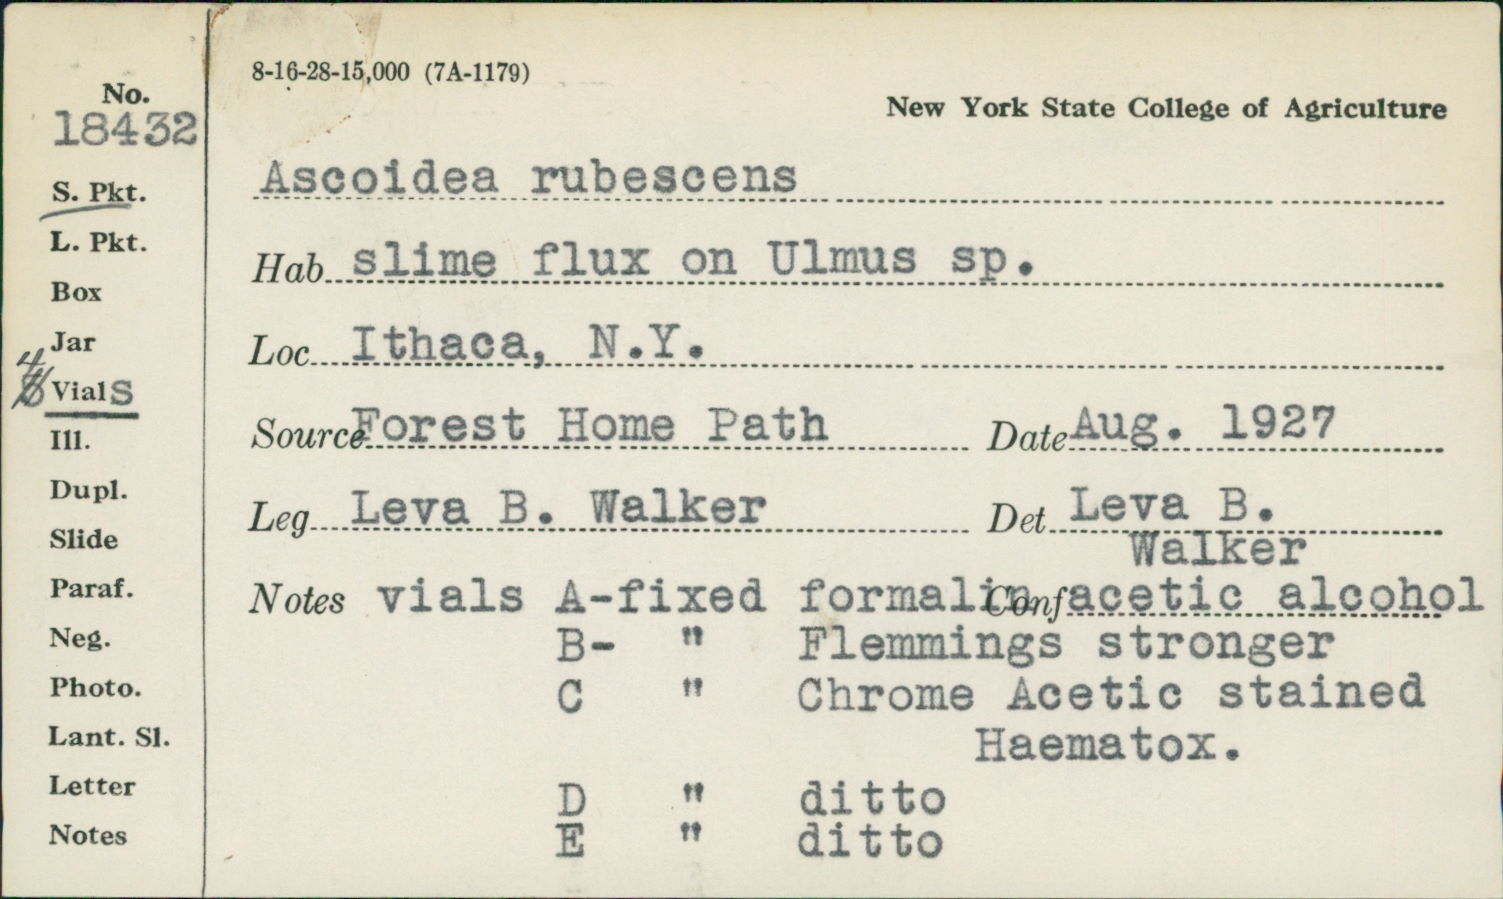 8-16-28-15,000 (7A-1179)
New York State College of Agriculture
No.
18432
S. Pkt.
L. Pkt.
Box
Jar
4
Vials
Ill.
Dupl.
Slide
Paraf.
Neg.
Photo.
Lant. Sl.
Letter
Notes
Ascoidea rubescens
Hab slime flux on Ulmus sp.
Loc Ithaca, N.Y.
Source Forest Home Path Date Aug. 1927
Leg Leva B. Walker Det Leva B.
Walker
Notes vials A-fixed formalin Conf acetic alcohol
B- " Flemmings stronger
C " Chrome Acetic stained
Haematox.
D " ditto
E " ditto